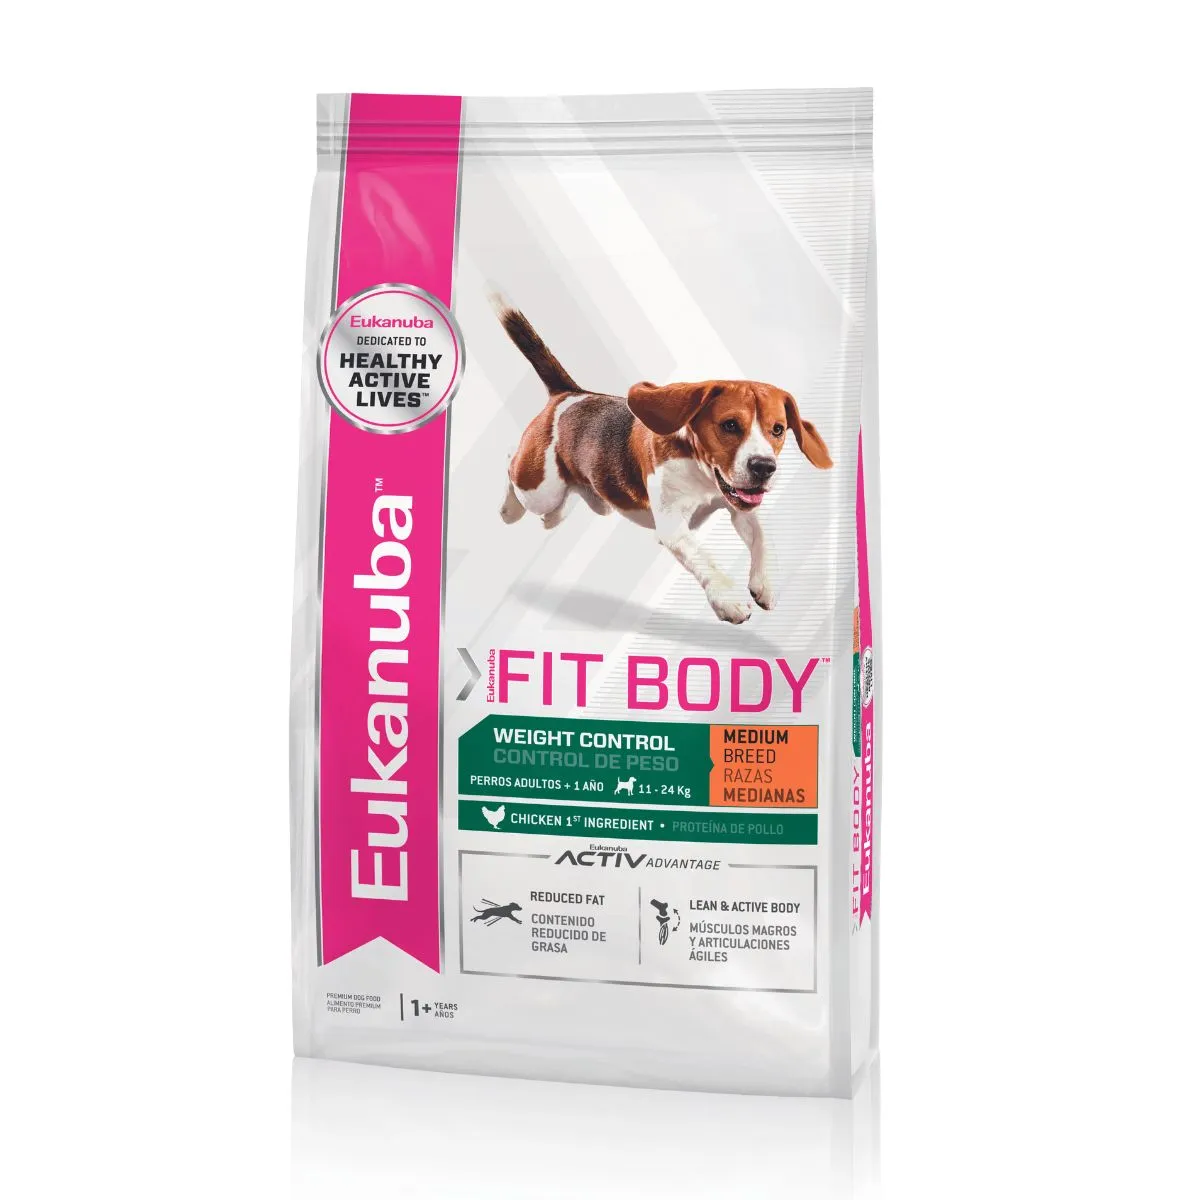 Eukanuba
DEDICATED TO
HEALTHY
ACTIVE
LIVES™
Eukanuba™
Eukanuba
FIT BODY™
WEIGHT CONTROL
CONTROL DE PESO
PERROS ADULTOS + 1 AÑO
11 - 24 Kg
MEDIUM
BREED
RAZAS
MEDIANAS
CHICKEN 1ST INGREDIENT • PROTEÍNA DE POLLO
Eukanuba
ACTIVADVANTAGE
REDUCED FAT
CONTENIDO
REDUCIDO DE
GRASA
LEAN & ACTIVE BODY
MÚSCULOS MAGROS
Y ARTICULACIONES
ÁGILES
PREMIUM DOG FOOD
ALIMENTO PREMIUM
PARA PERRO
1+ YEARS
AÑOS
FIT BODY
Eukanuba